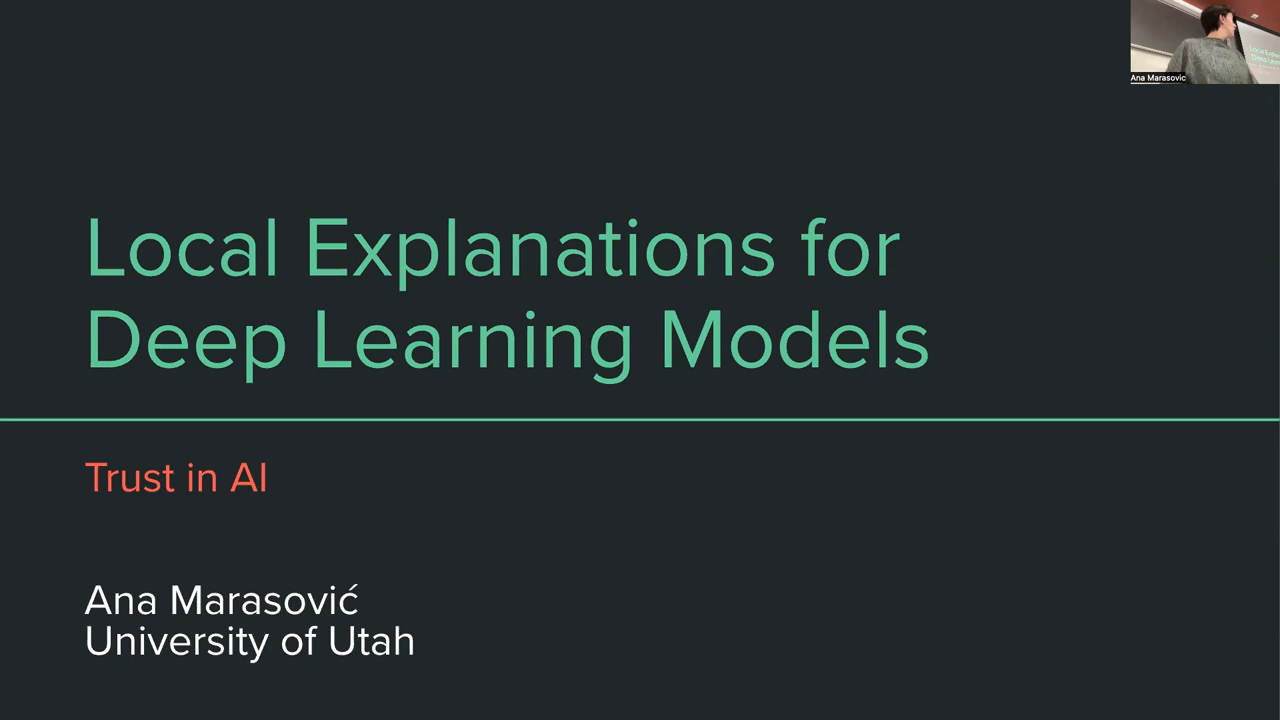 Ana Marasovic
Local Explanations for
Deep Learning Models
Trust in AI
Ana Marasović
University of Utah